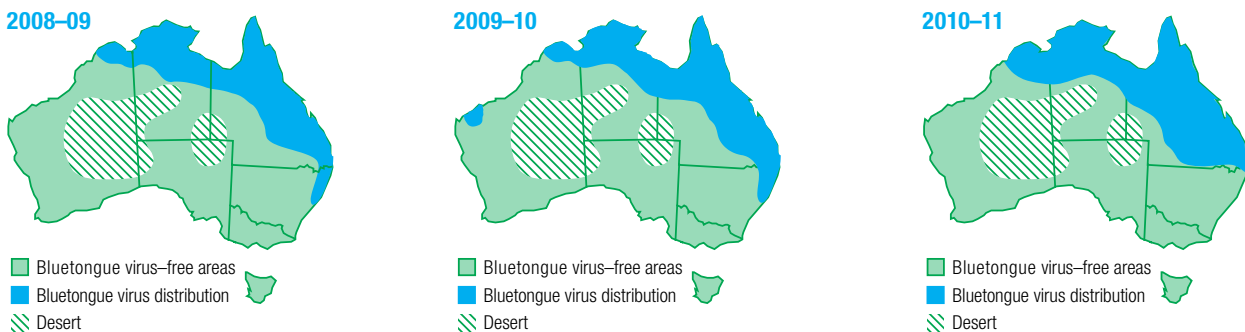 2008–09
Bluetongue virus–free areas
Bluetongue virus distribution
Desert
2009–10
Bluetongue virus–free areas
Bluetongue virus distribution
Desert
2010–11
Bluetongue virus–free areas
Bluetongue virus distribution
Desert